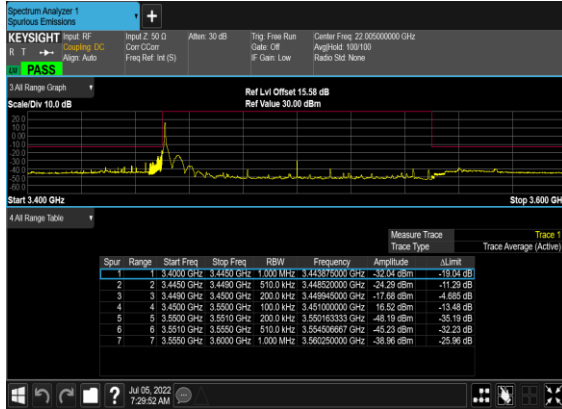 Spectrum Analyzer 1
Spurious Emissions
+
KEYSIGHT Input: RF Input Z: 50 Ω Atten: 30 dB Trig: Free Run Center Freq: 22.005000000 GHz
R T Coupling: DC Corr CCorr Gate: Off Avg|Hold: 100/100
Align: Auto Freq Ref: Int (S) IF Gain: Low Radio Std: None
PASS
3 All Range Graph
Ref Lvl Offset 15.58 dB
Scale/Div 10.0 dB Ref Value 30.00 dBm
20.0
10.0
0.00
-10.0
-20.0
-30.0
-40.0
-50.0
-60.0
Start 3.400 GHz Stop 3.600 GH
4 All Range Table
Measure Trace Trace 1
Trace Type Trace Average (Active)
Spur Range Start Freq Stop Freq RBW Frequency Amplitude ΔLimit
1 1 3.4000 GHz 3.4450 GHz 1.000 MHz 3.443875000 GHz -32.04 dBm -19.04 dB
2 2 3.4450 GHz 3.4490 GHz 510.0 kHz 3.448520000 GHz -24.29 dBm -11.29 dB
3 3 3.4490 GHz 3.4500 GHz 200.0 kHz 3.449945000 GHz -17.68 dBm -4.685 dB
4 4 3.4500 GHz 3.5500 GHz 100.0 kHz 3.451000000 GHz 16.52 dBm -13.48 dB
5 5 3.5500 GHz 3.5510 GHz 200.0 kHz 3.550163333 GHz -48.19 dBm -35.19 dB
6 6 3.5510 GHz 3.5550 GHz 510.0 kHz 3.554506667 GHz -45.23 dBm -32.23 dB
7 7 3.5550 GHz 3.6000 GHz 1.000 MHz 3.560250000 GHz -38.96 dBm -25.96 dB
?
Jul 05, 2022
7:29:52 AM